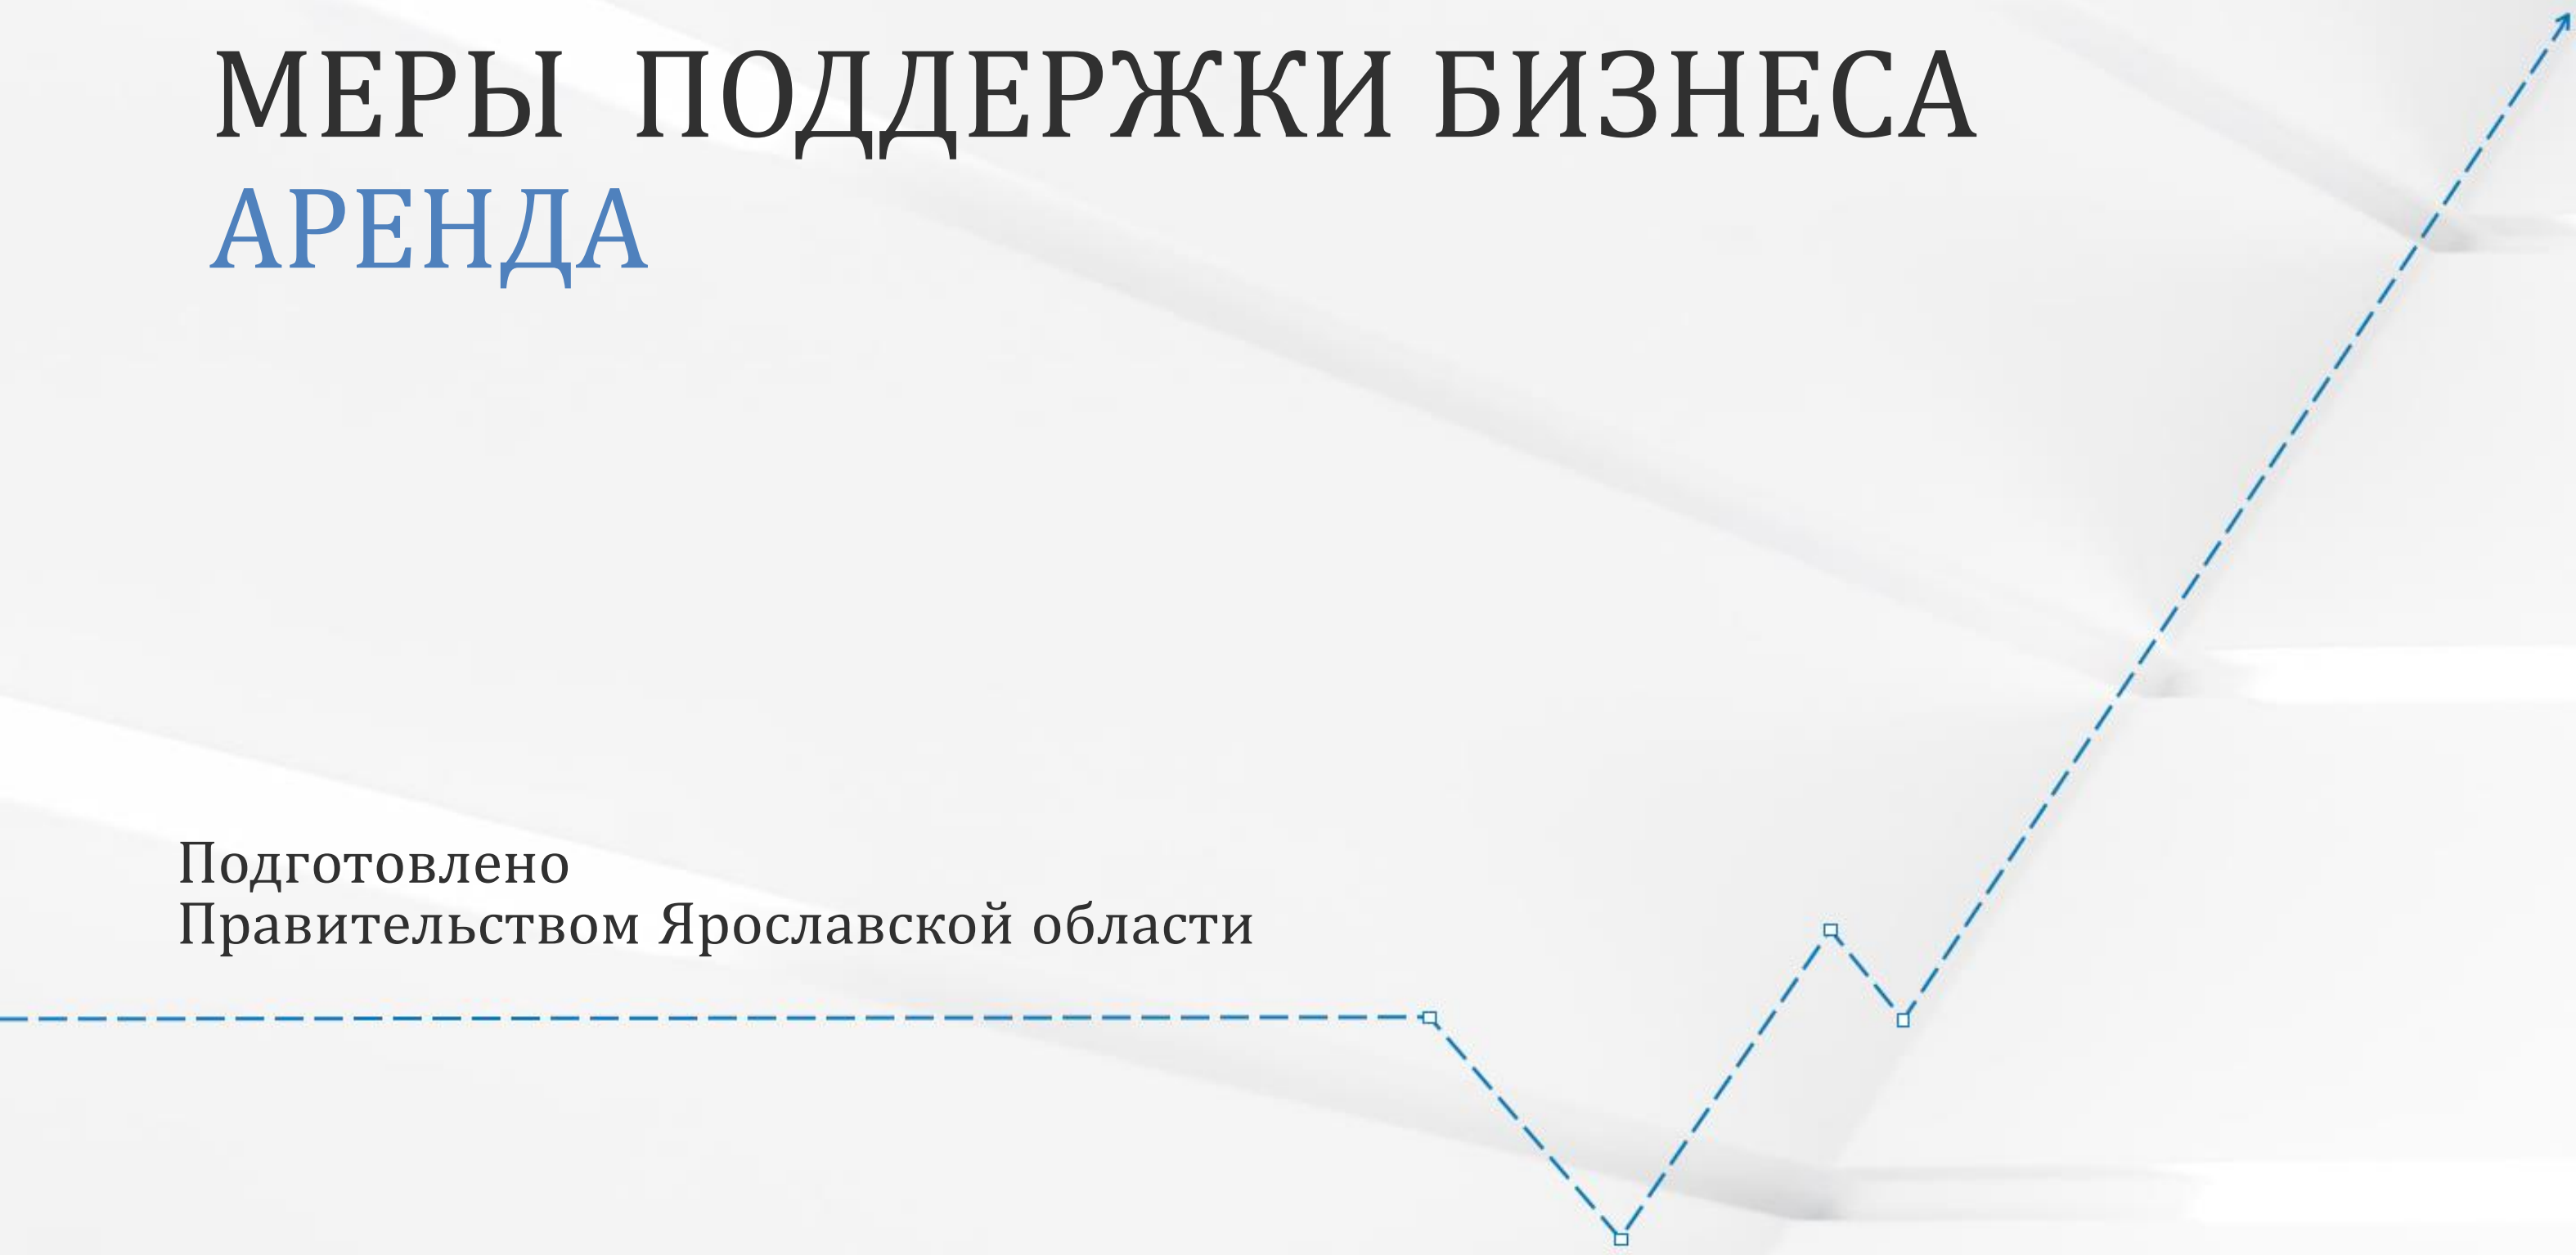 МЕРЫ ПОДДЕРЖКИ БИЗНЕСА
АРЕНДА
Подготовлено
Правительством Ярославской области